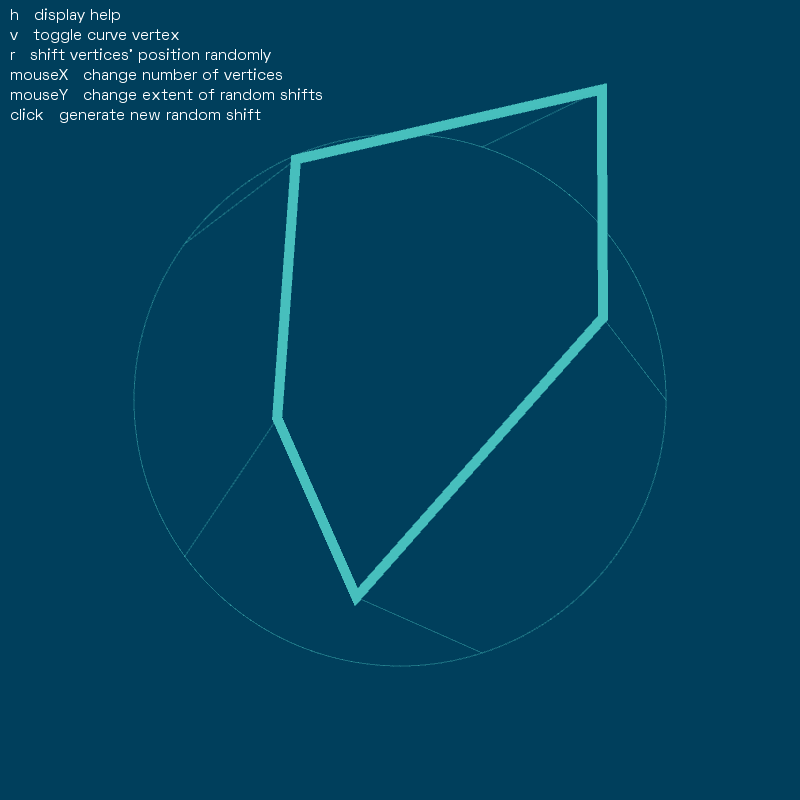 h   display help
v   toggle curve vertex
r   shift vertices' position randomly
mouseX   change number of vertices
mouseY   change extent of random shifts
click   generate new random shift